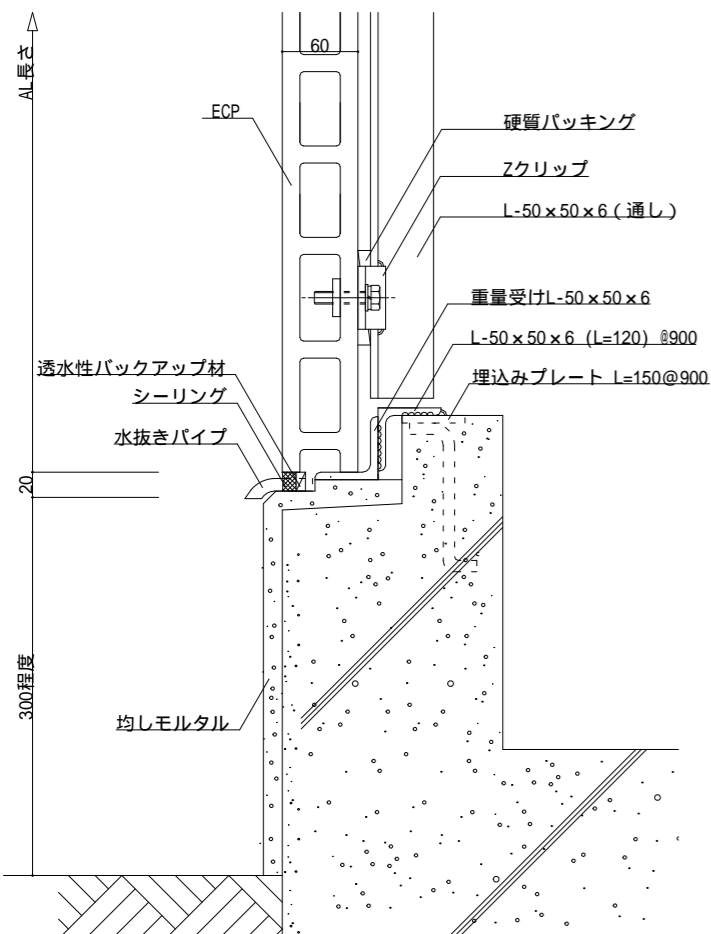 60
AL長さ
ECP
硬質パッキング
Zクリップ
L-50×50×6(通し)
重量受けL-50×50×6
L-50×50×6 (L=120) @900
埋込みプレート L=150@900
透水性バックアップ材
シーリング
水抜きパイプ
20
300程度
均しモルタル